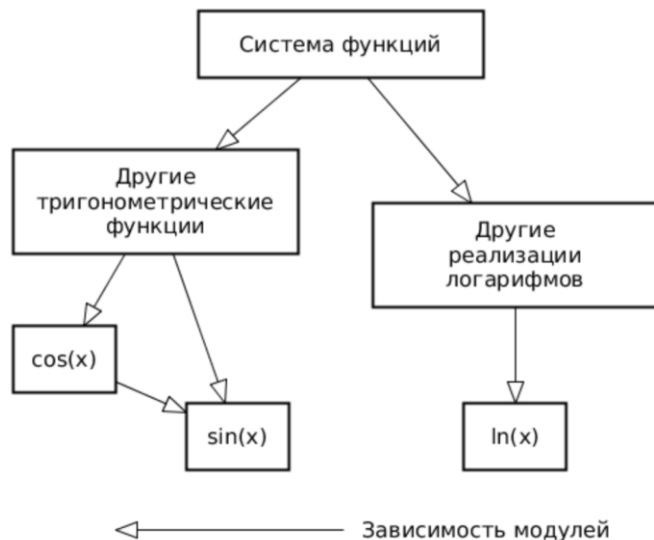 Система функций
Другие
тригонометрические
функции
Другие
реализации
логарифмов
cos(x)
sin(x)
ln(x)
Зависимость модулей